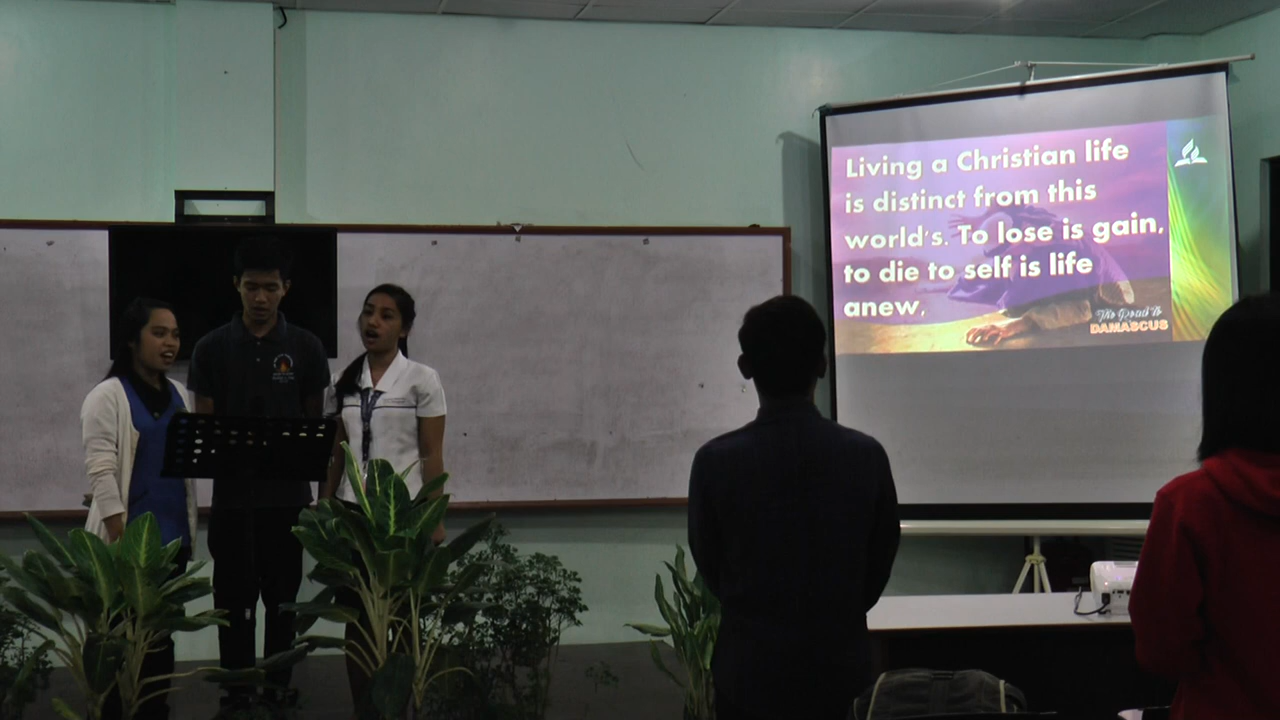 Living a Christian life
is distinct from this
world's. To lose is gain,
to die to self is life
anew,
The Road to
DAMASCUS